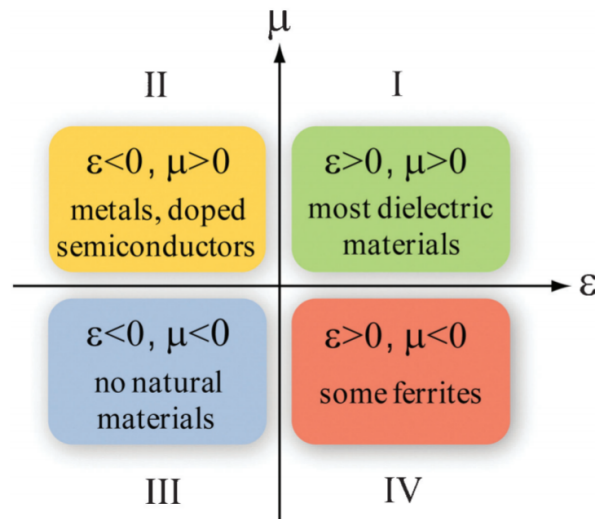 μ
II
I
ε<0, μ>0
metals, doped
semiconductors
ε>0, μ>0
most dielectric
materials
ε
ε<0, μ<0
no natural
materials
ε>0, μ<0
some ferrites
III
IV